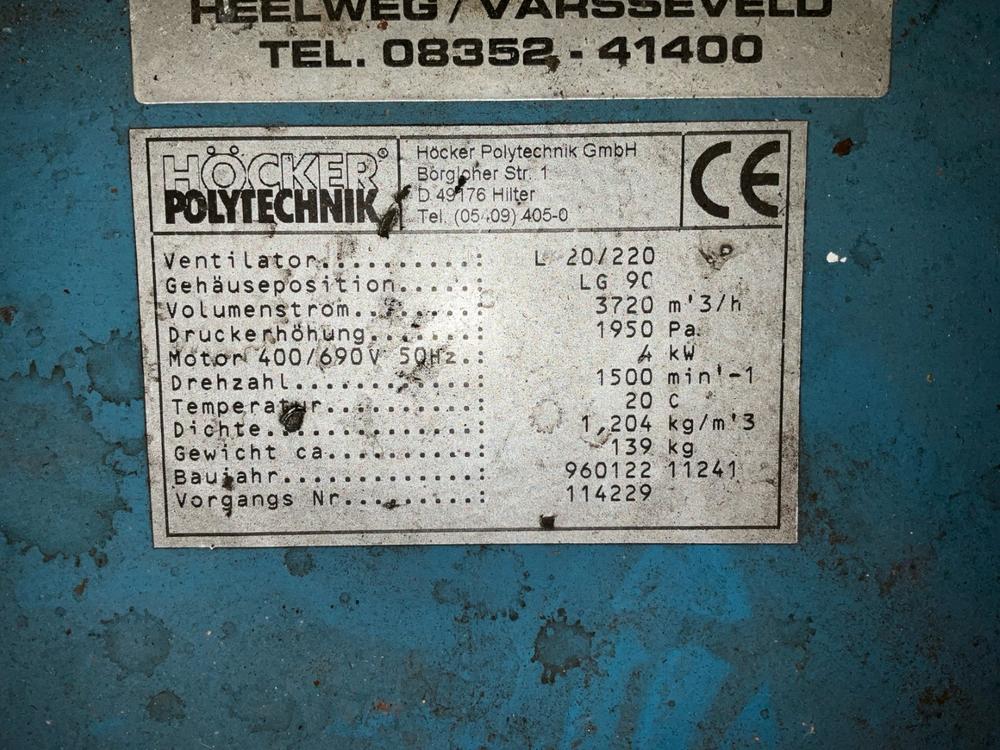 HEELWEG / VARSSEVELD
TEL. 08352 - 41400
HÖCKER®
POLYTECHNIK
Höcker Polytechnik GmbH
Borgloher Str. 1
D 49176 Hilter
Tel. 405-0
CE
Ventilator...........: L 20/220
Gehäuseposition......: LG 90
Volumenstrom.........: 3720 m'3/h
Druckerhöhung........: 1950 Pa
Motor 400/690V 50Hz.: 4 kW
Drehzahl.............: 1500 min'-1
Temperatur...........: 20 C
Dichte...............: 1,204 kg/m'3
Gewicht ca...........: 139 kg
Baujahr..............: 960122 11241
Vorgangs Nr..........: 114229